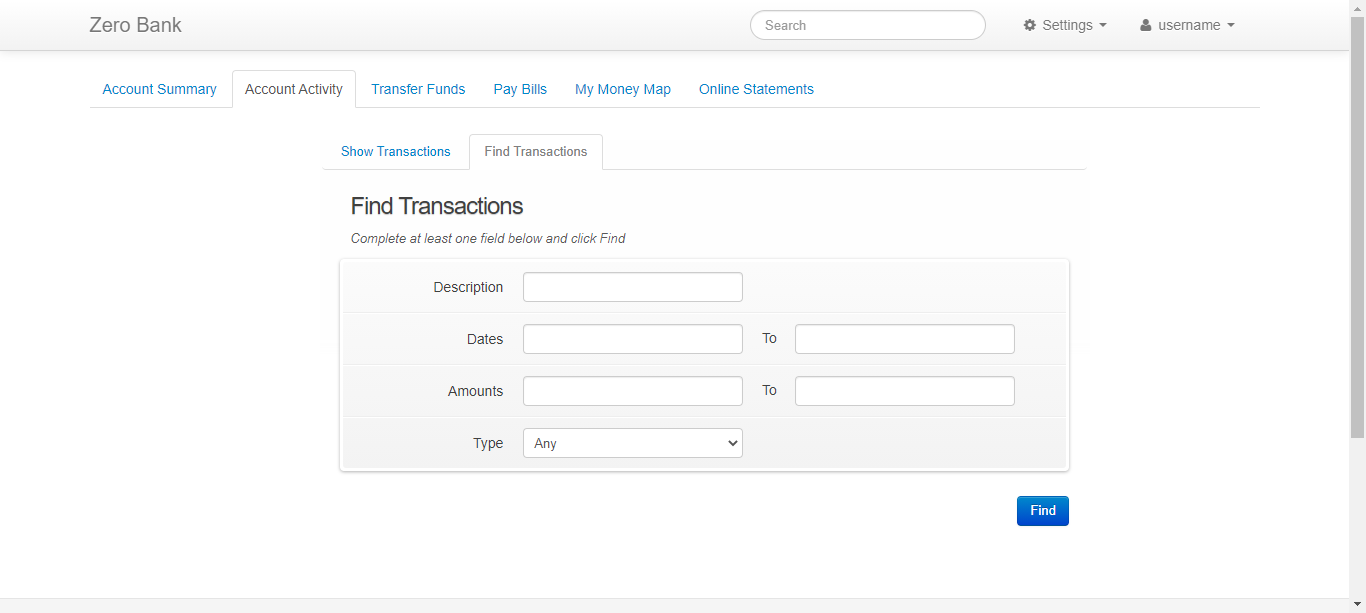 Zero Bank Search Settings username
Account Summary Account Activity Transfer Funds Pay Bills My Money Map Online Statements
Show Transactions Find Transactions
Find Transactions
Complete at least one field below and click Find
Description
Dates To
Amounts To
Type Any
Find